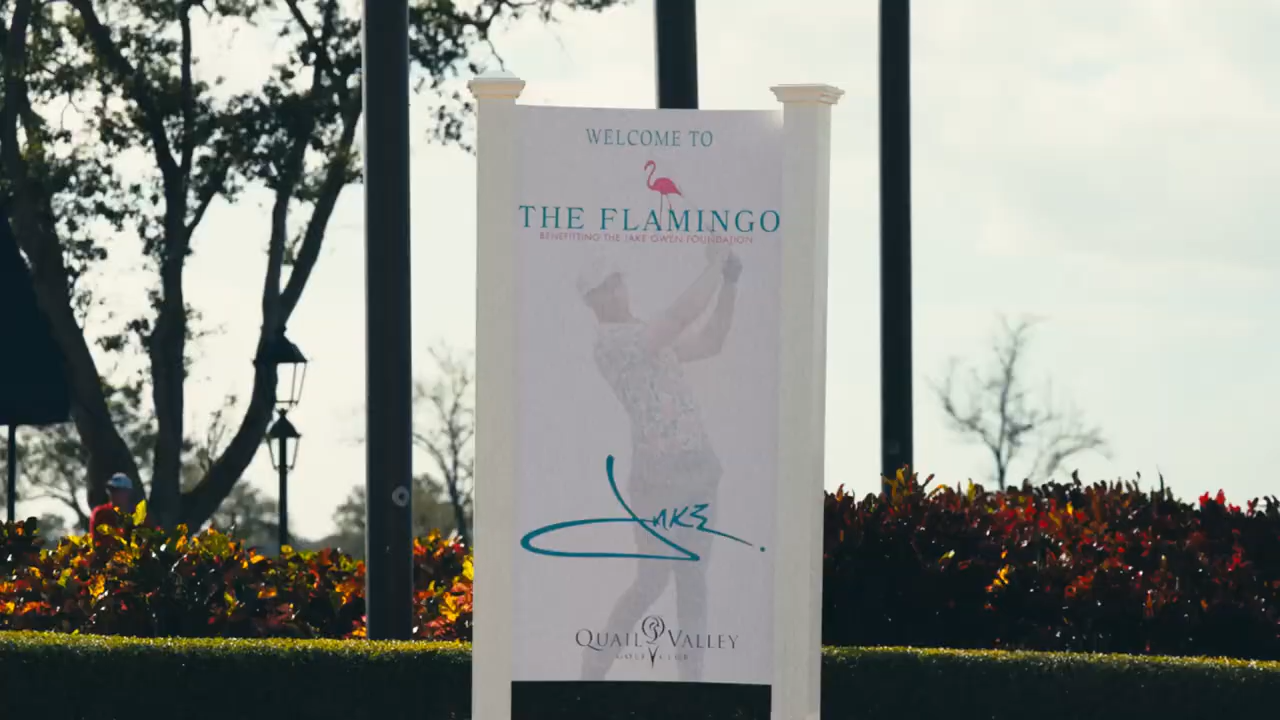 WELCOME TO
THE FLAMINGO
BENEFITTING THE JAKE OWEN FOUNDATION
JAKE.
QUAIL VALLEY
GOLF CLUB